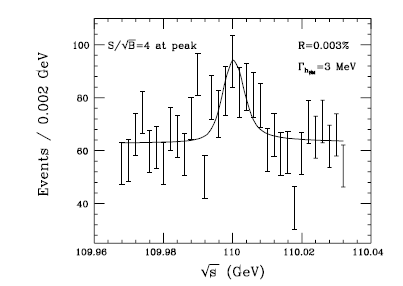 100
80
60
40
Events / 0.002 GeV
S/√B=4 at peak
R=0.003%
=3 MeV
109.96
109.98
110
110.02
110.04
√s (GeV)